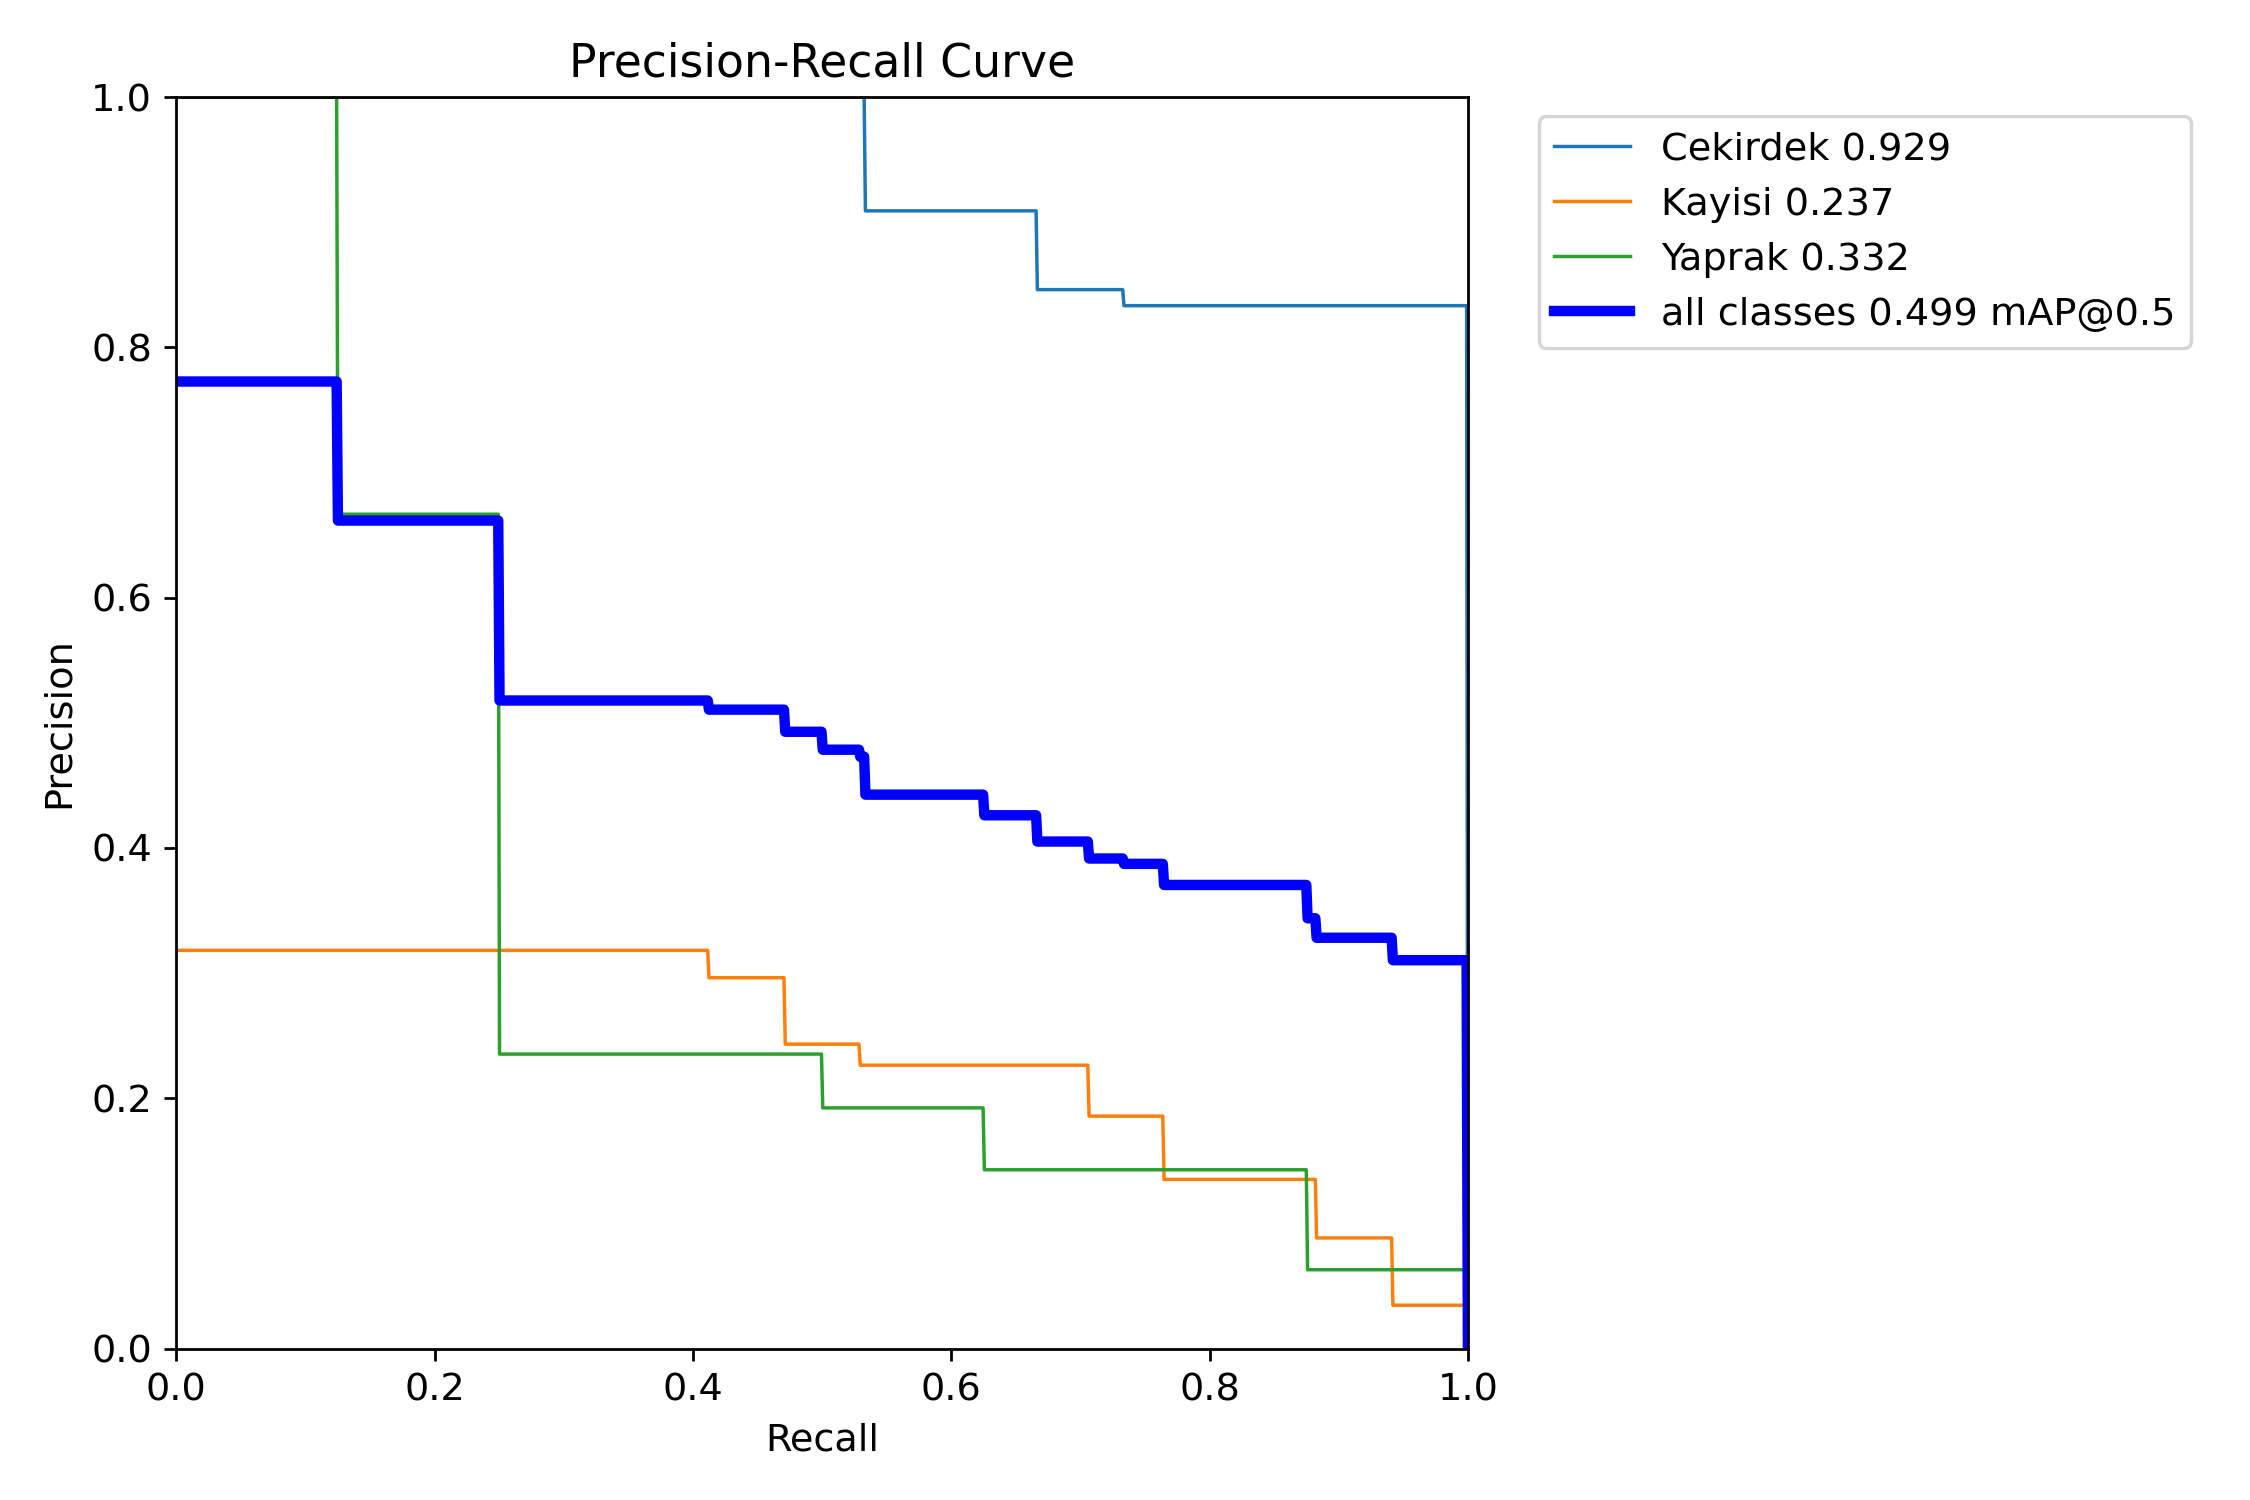 Precision-Recall Curve
1.0
0.8
0.6
0.4
0.2
0.0
Precision
0.0 0.2 0.4 0.6 0.8 1.0
Recall
Cekirdek 0.929
Kayisi 0.237
Yaprak 0.332
all classes 0.499 mAP@0.5